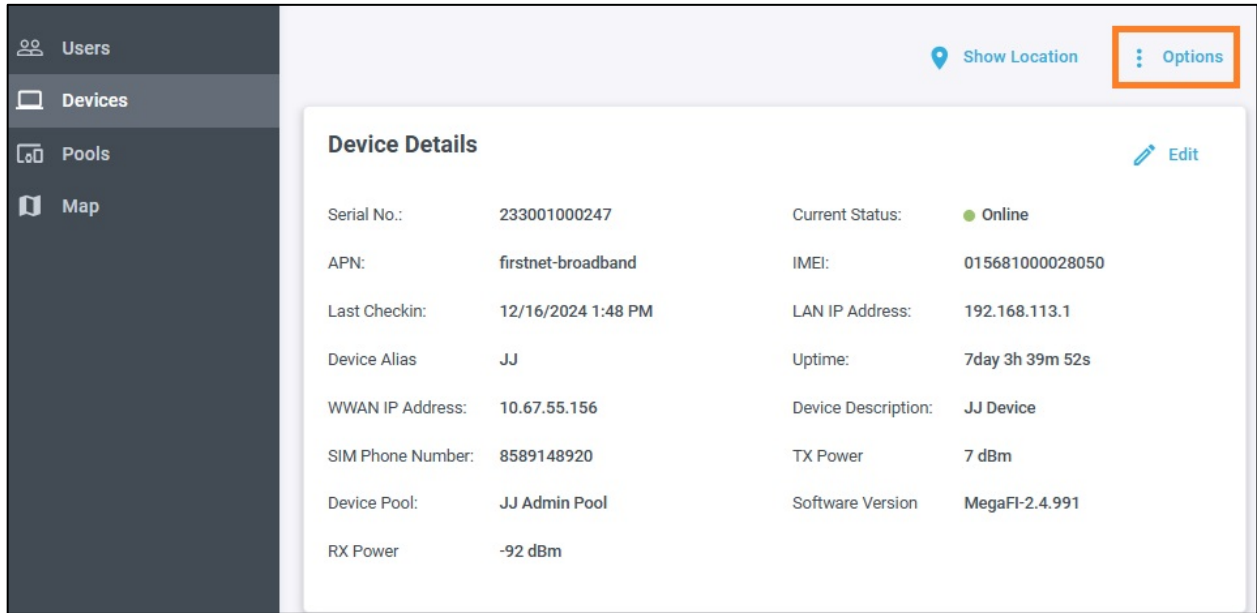 Users
Devices
Pools
Map
Show Location
Options
Device Details
Edit
Serial No.: 233001000247 Current Status: Online
APN: firstnet-broadband IMEI: 015681000028050
Last Checkin: 12/16/2024 1:48 PM LAN IP Address: 192.168.113.1
Device Alias JJ Uptime: 7day 3h 39m 52s
WWAN IP Address: 10.67.55.156 Device Description: JJ Device
SIM Phone Number: 8589148920 TX Power 7 dBm
Device Pool: JJ Admin Pool Software Version MegaFI-2.4.991
RX Power -92 dBm